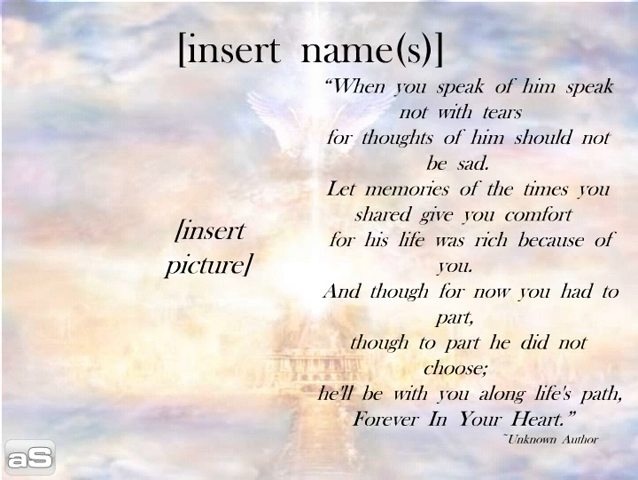 [insert name(s)]
“When you speak of him speak
not with tears
for thoughts of him should not
be sad.
Let memories of the times you
shared give you comfort
for his life was rich because of
you.
And though for now you had to
part,
though to part he did not
choose;
he'll be with you along life's path,
Forever In Your Heart.”
~Unknown Author
[insert
picture]
aS